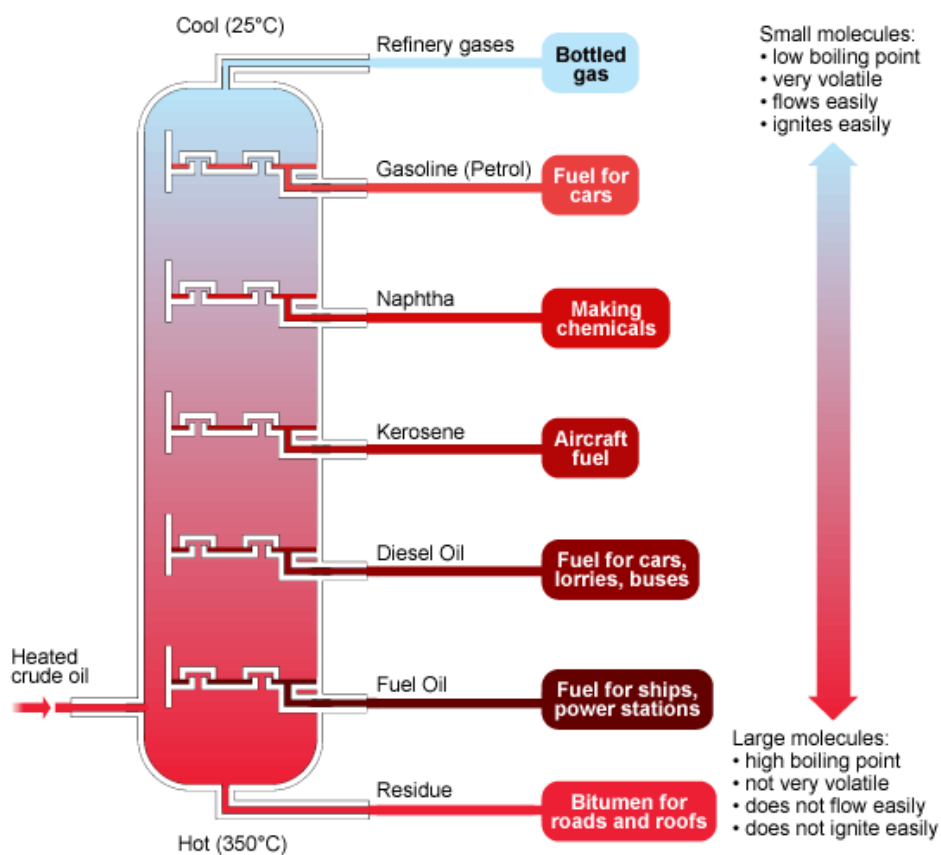 Cool (25°C)
Refinery gases
Bottled
gas
Small molecules:
• low boiling point
• very volatile
• flows easily
• ignites easily
Gasoline (Petrol)
Fuel for
cars
Naphtha
Making
chemicals
Kerosene
Aircraft
fuel
Diesel Oil
Fuel for cars,
lorries, buses
Heated
crude oil
Fuel Oil
Fuel for ships,
power stations
Large molecules:
• high boiling point
• not very volatile
• does not flow easily
• does not ignite easily
Residue
Bitumen for
roads and roofs
Hot (350°C)